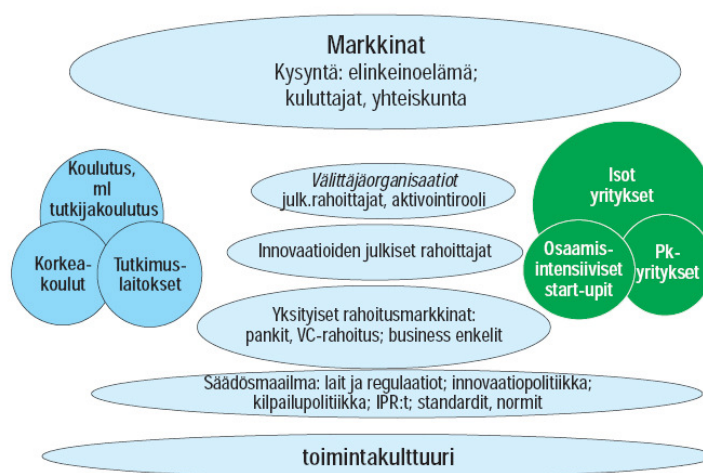 Markkinat
Kysyntä: elinkeinoelämä;
kuluttajat, yhteiskunta
Koulutus,
ml
tutkijakoulutus
Korkea-
koulut
Tutkimus-
laitokset
Välittäjäorganisaatiot
julk.rahoittajat, aktivointirooli
Innovaatioiden julkiset rahoittajat
Yksityiset rahoitusmarkkinat:
pankit, VC-rahoitus; business enkelit
Isot
yritykset
Osaamis-
intensiiviset
start-upit
Pk-
yritykset
Säädösmaailma: lait ja regulaatiot; innovaatiopolitiikka;
kilpailupolitiikka; IPR:t; standardit, normit
toimintakulttuuri